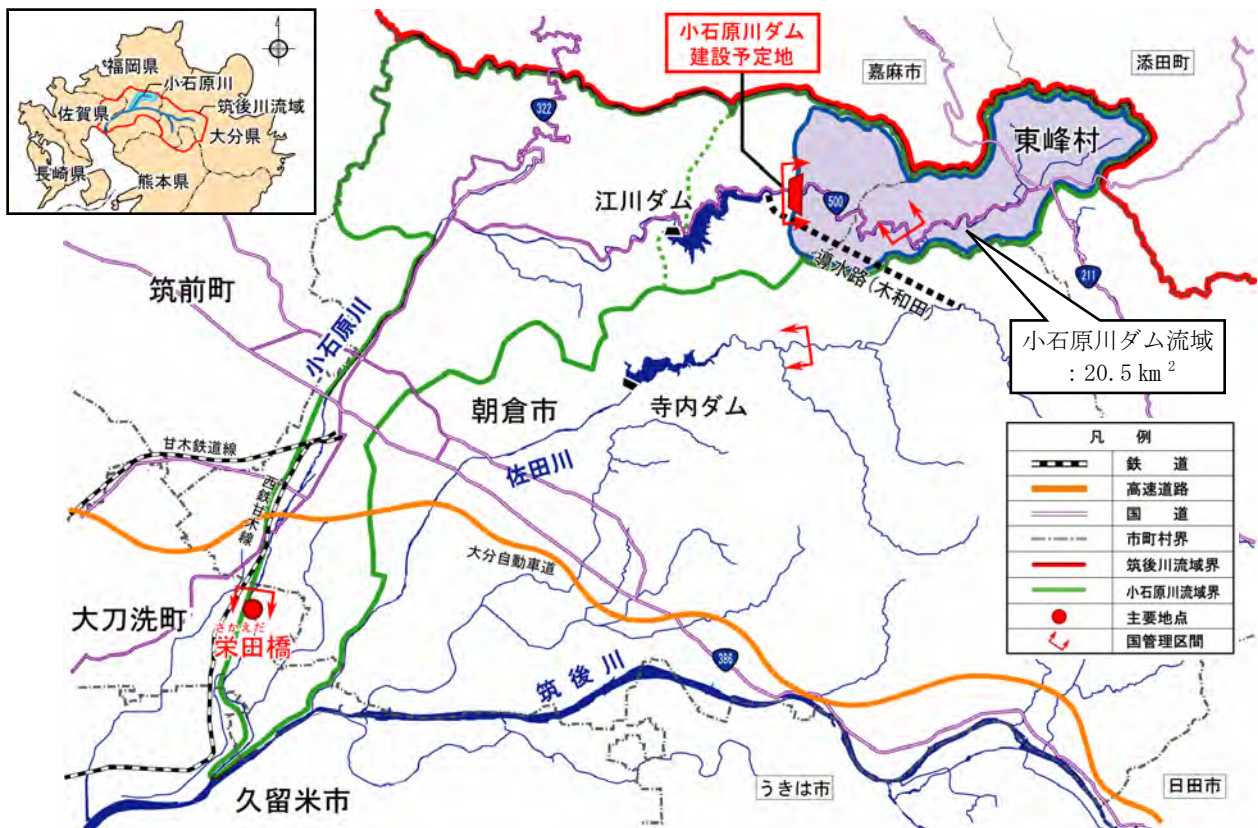 福岡県
小石原川
佐賀県
筑後川流域
大分県
長崎県
熊本県
小石原川ダム
建設予定地
嘉麻市
添田町
322
東峰村
江川ダム
500
導水路(木和田)
211
筑前町
小石原川
小石原川ダム流域
:20.5km²
朝倉市
寺内ダム
甘木鉄道線
佐田川
西鉄甘木線
大分自動車道
大刀洗町
さかえだ
栄田橋
386
筑後川
久留米市
うきは市
日田市
凡 例
鉄 道
高速道路
国 道
市町村界
筑後川流域界
小石原川流域界
主要地点
国管理区間